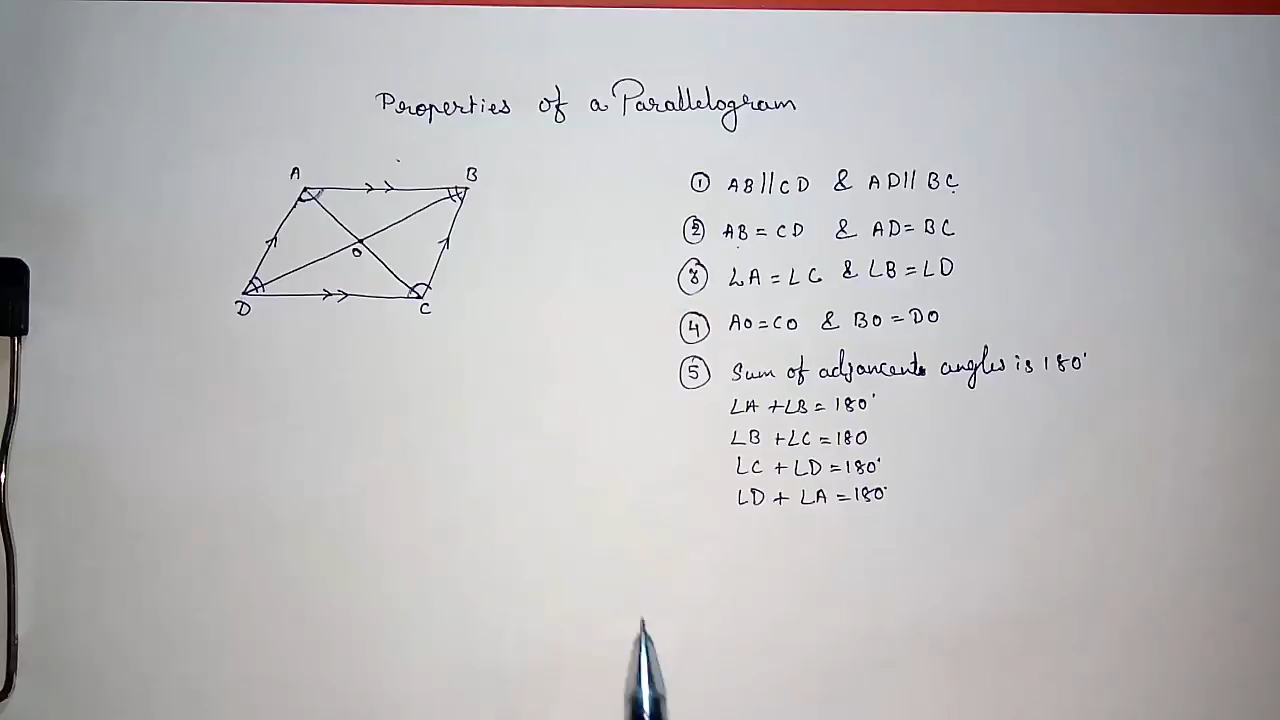 Properties of a Parallelogram
A B
O
D C
① AB//CD & AD// BC
② AB = CD & AD= BC
③ ∠A = ∠C & ∠B = ∠D
④ AO=CO & BO = DO
⑤ Sum of adjancent angles is 180°
∠A +∠B = 180°
∠B +∠C = 180
∠C + ∠D = 180°
∠D + ∠A = 180°